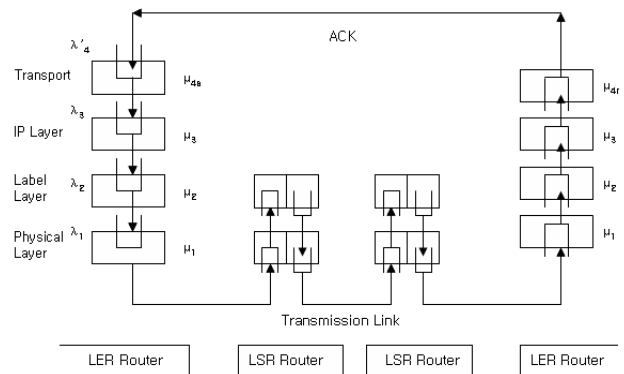 ACK
λ'4
Transport
μ4s
μ4r
λ3
IP Layer
μ3
μ3
Label
Layer
λ2
μ2
μ2
Physical
Layer
λ1
μ1
μ1
Transmission Link
LER Router
LSR Router
LSR Router
LER Router